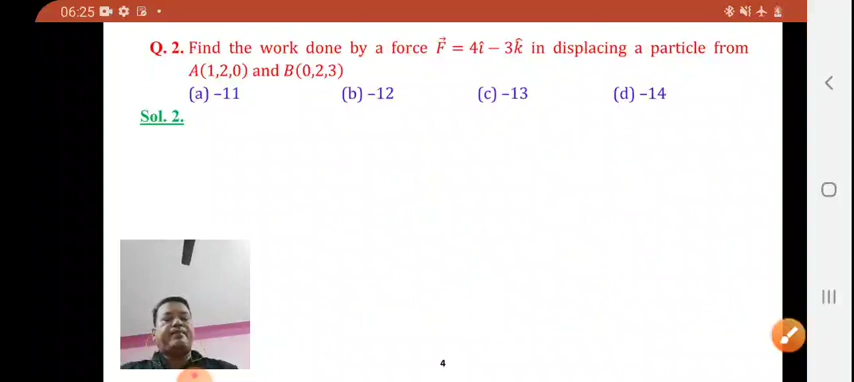 06:25
Q. 2. Find the work done by a force F⃗ = 4î − 3k̂ in displacing a particle from
A(1,2,0) and B(0,2,3)
(a) –11 (b) –12 (c) –13 (d) –14
Sol. 2.
4